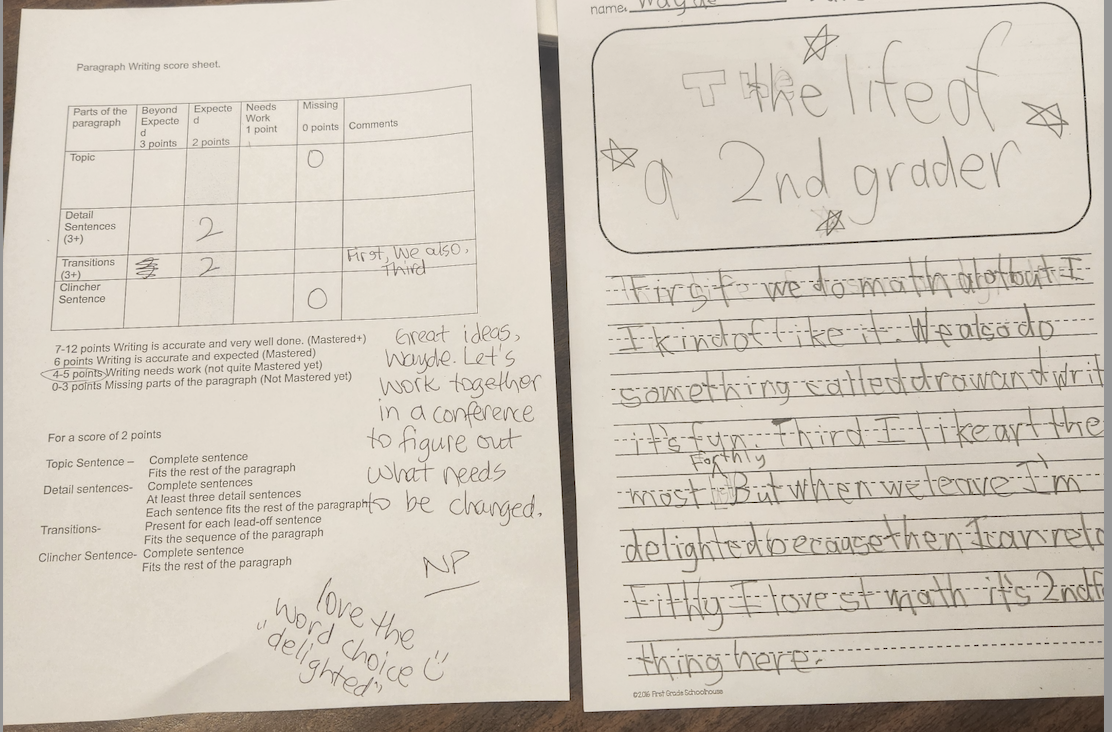 Paragraph Writing score sheet.
Parts of the paragraph
Beyond Expected 3 points
Expected 2 points
Needs Work 1 point
Missing 0 points
Comments
Topic
0
Detail Sentences (3+)
2
Transitions (3+)
2
First, We also, Third
Clincher Sentence
0
7-12 points Writing is accurate and very well done. (Mastered+)
6 points Writing is accurate and expected (Mastered)
4-5 points Writing needs work (not quite Mastered yet)
0-3 points Missing parts of the paragraph (Not Mastered yet)
Great ideas,
Wayde. Let's
work together
in a conference
to figure out
what needs
to be changed.
For a score of 2 points
Topic Sentence – Complete sentence
Fits the rest of the paragraph
Detail sentences- Complete sentences
At least three detail sentences
Each sentence fits the rest of the paragraph
Transitions- Present for each lead-off sentence
Fits the sequence of the paragraph
Clincher Sentence- Complete sentence
Fits the rest of the paragraph
NP
love the
word choice
"delighted"
name:
The life of
a 2nd grader
First we do math alot but I
I kind of like it. We also do
something called draw and writ
it's fun. Third I like art the
Forthly
most. But when we leave I'm
delighted because then I can
Fithly I love st math it's 2nd
thing here.
©2016 First Grade Schoolhouse